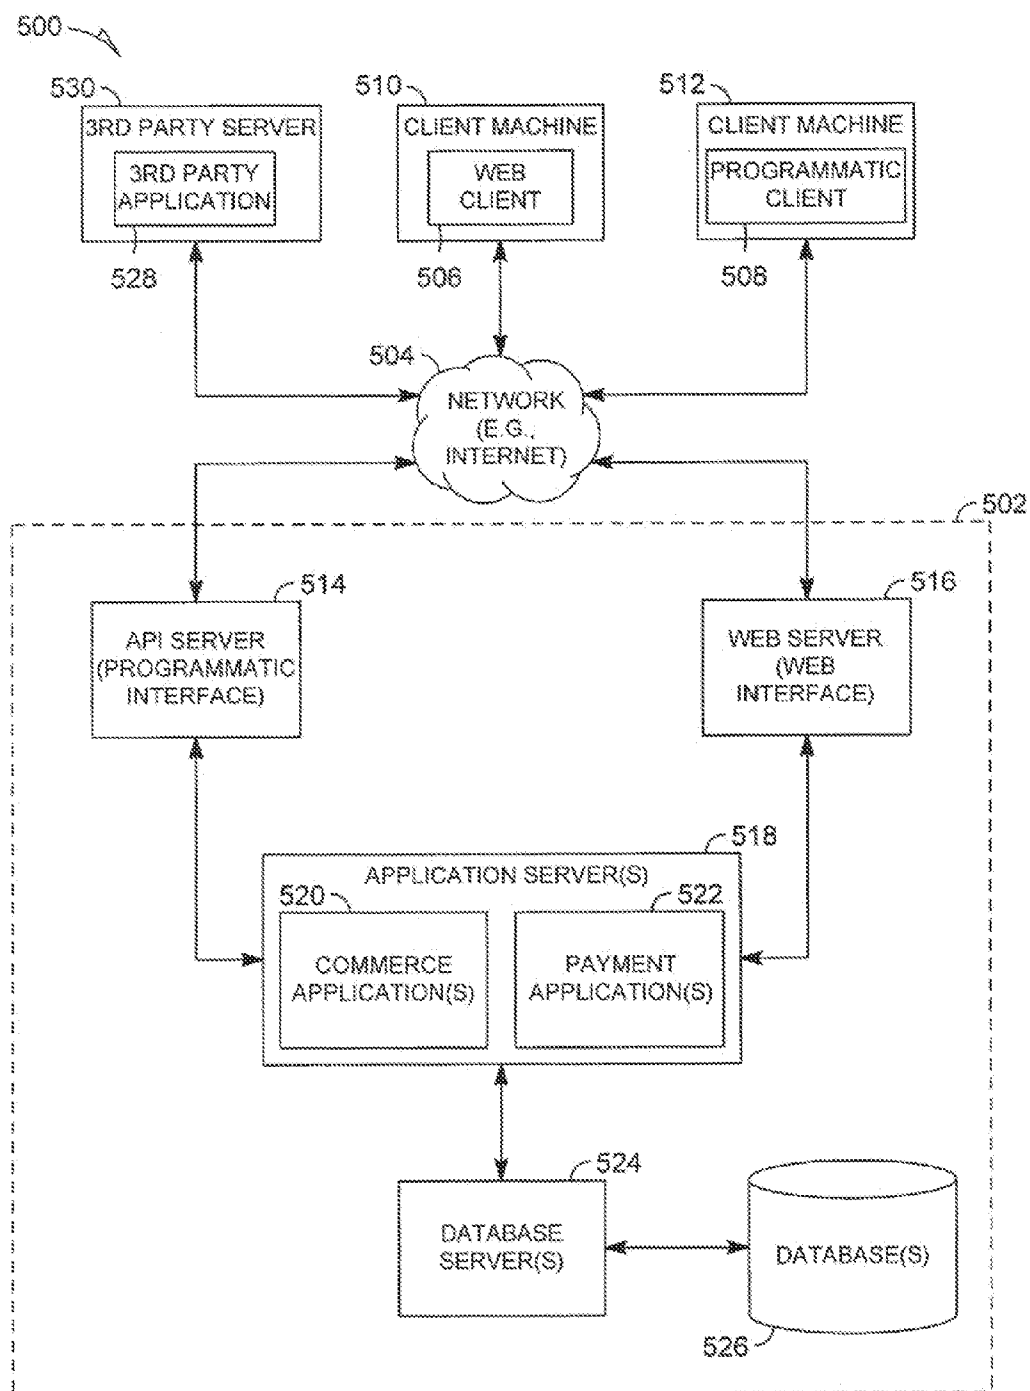 500
530
510
512
3RD PARTY SERVER
3RD PARTY
APPLICATION
528
CLIENT MACHINE
WEB
CLIENT
506
CLIENT MACHINE
PROGRAMMATIC
CLIENT
508
504
NETWORK
(E.G.,
INTERNET)
502
514
API SERVER
(PROGRAMMATIC
INTERFACE)
516
WEB SERVER
(WEB
INTERFACE)
518
APPLICATION SERVER(S)
520
COMMERCE
APPLICATION(S)
522
PAYMENT
APPLICATION(S)
524
DATABASE
SERVER(S)
DATABASE(S)
526